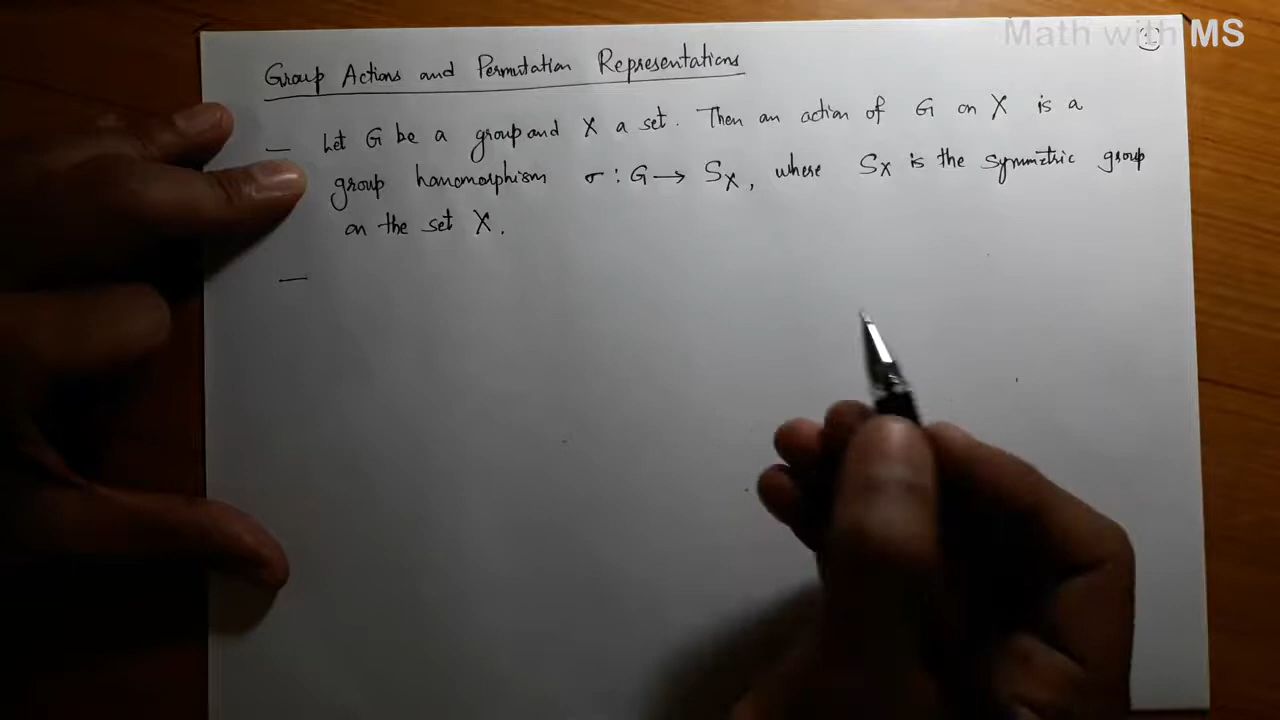 Math with MS
①
Group Actions and Permutation Representations
— Let G be a group and X a set. Then an action of G on X is a
group homomorphism σ : G → S_X, where S_X is the symmetric group
on the set X.
—